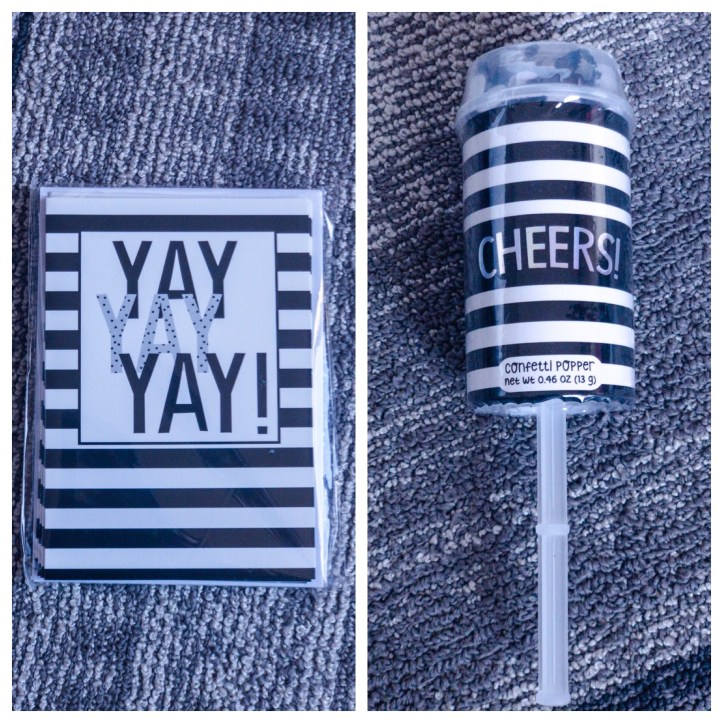 YAY
YAY
YAY!
CHEERS!
Confetti Popper
net wt 0.46 oz (13 g)